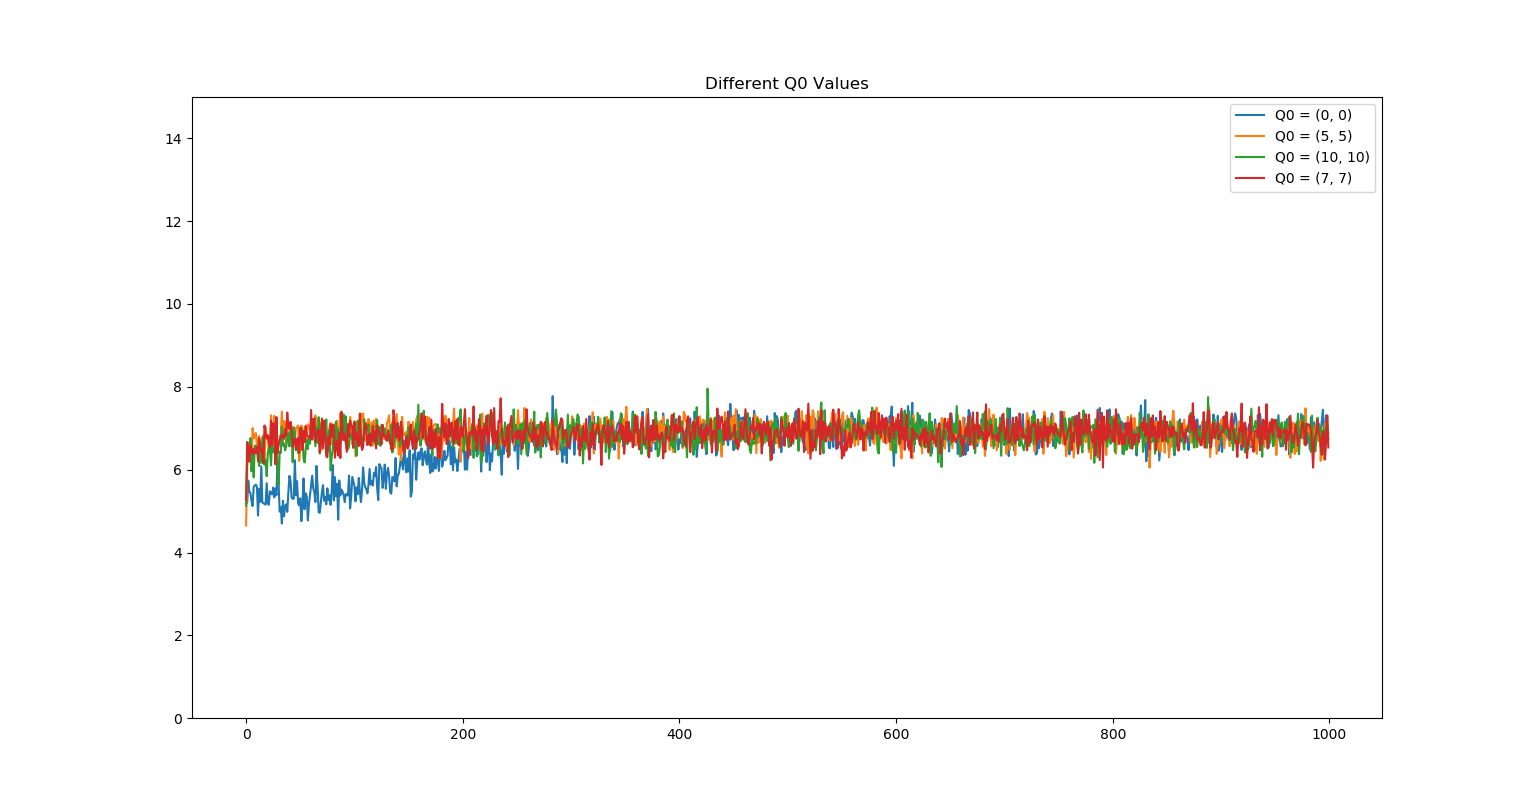 Different Q0 Values
Q0 = (0, 0)
Q0 = (5, 5)
Q0 = (10, 10)
Q0 = (7, 7)
14
12
10
8
6
4
2
0
0 200 400 600 800 1000